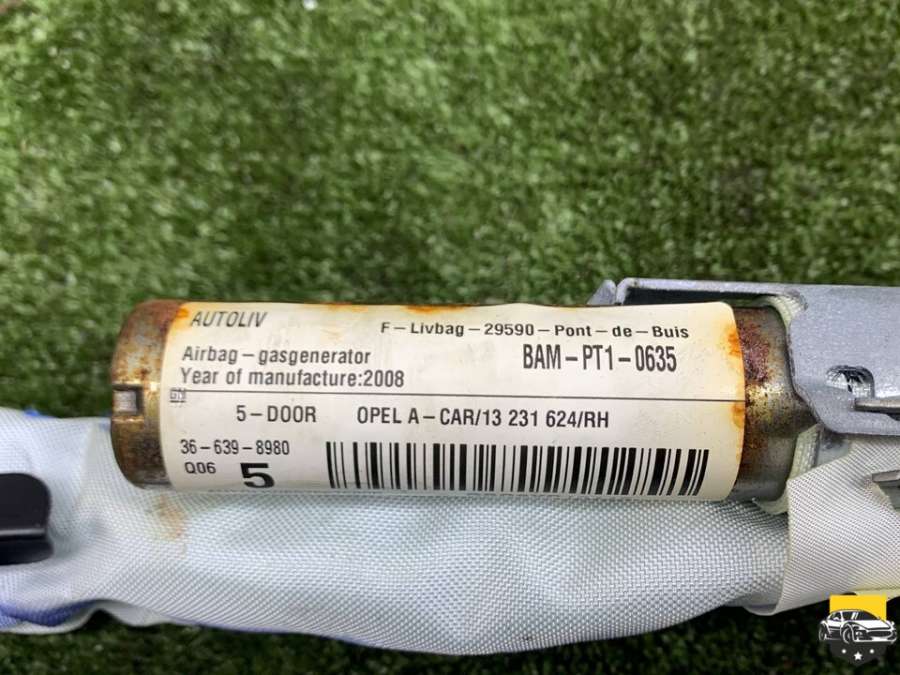 AUTOLIV
F-Livbag-29590-Pont-de-Buis
Airbag-gasgenerator
BAM-PT1-0635
Year of manufacture:2008
GM
5-DOOR OPEL A-CAR/13 231 624/RH
36-639-8980
Q06 5